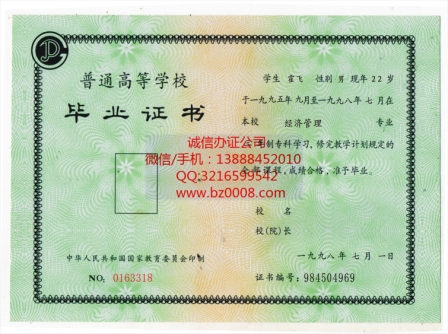 普通高等学校
毕业证书
中华人民共和国国家教育委员会印制
NO: 0163318
学生 霍飞 性别 男 现年 22 岁
于一九九五年 九月至一九九八年 七月在
本校 经济管理 专业
年制专科学习,修完教学计划规定的
全部课程,成绩合格,准予毕业。
校 名
校(院)长
一九九八年 七月 一日
证书编号: 984504969
诚信办证公司
微信/手机:13888452010
QQ:3216599542
www.bz0008.com